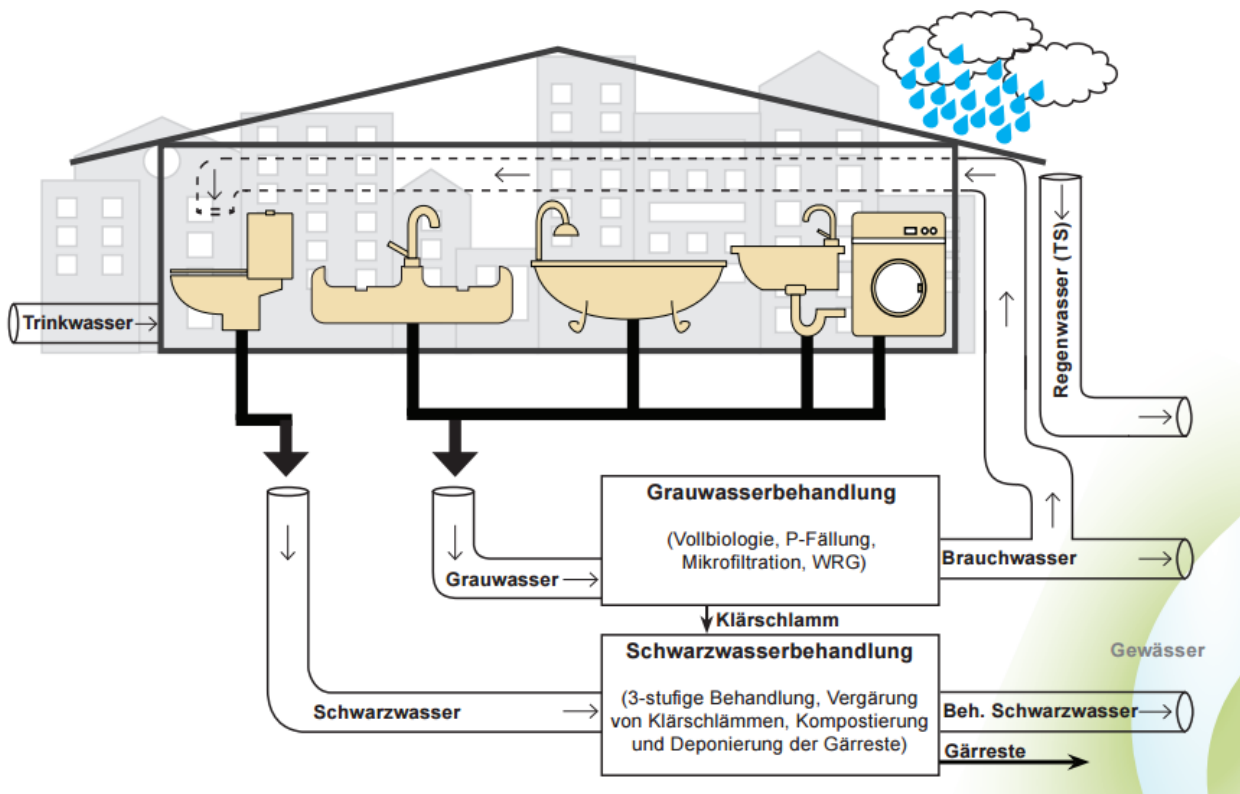 Trinkwasser
Regenwasser (TS)
Grauwasserbehandlung
(Vollbiologie, P-Fällung,
Mikrofiltration, WRG)
Grauwasser
Brauchwasser
Klärschlamm
Schwarzwasserbehandlung
(3-stufige Behandlung, Vergärung
von Klärschlämmen, Kompostierung
und Deponierung der Gärreste)
Schwarzwasser
Beh. Schwarzwasser
Gärreste
Gewässer